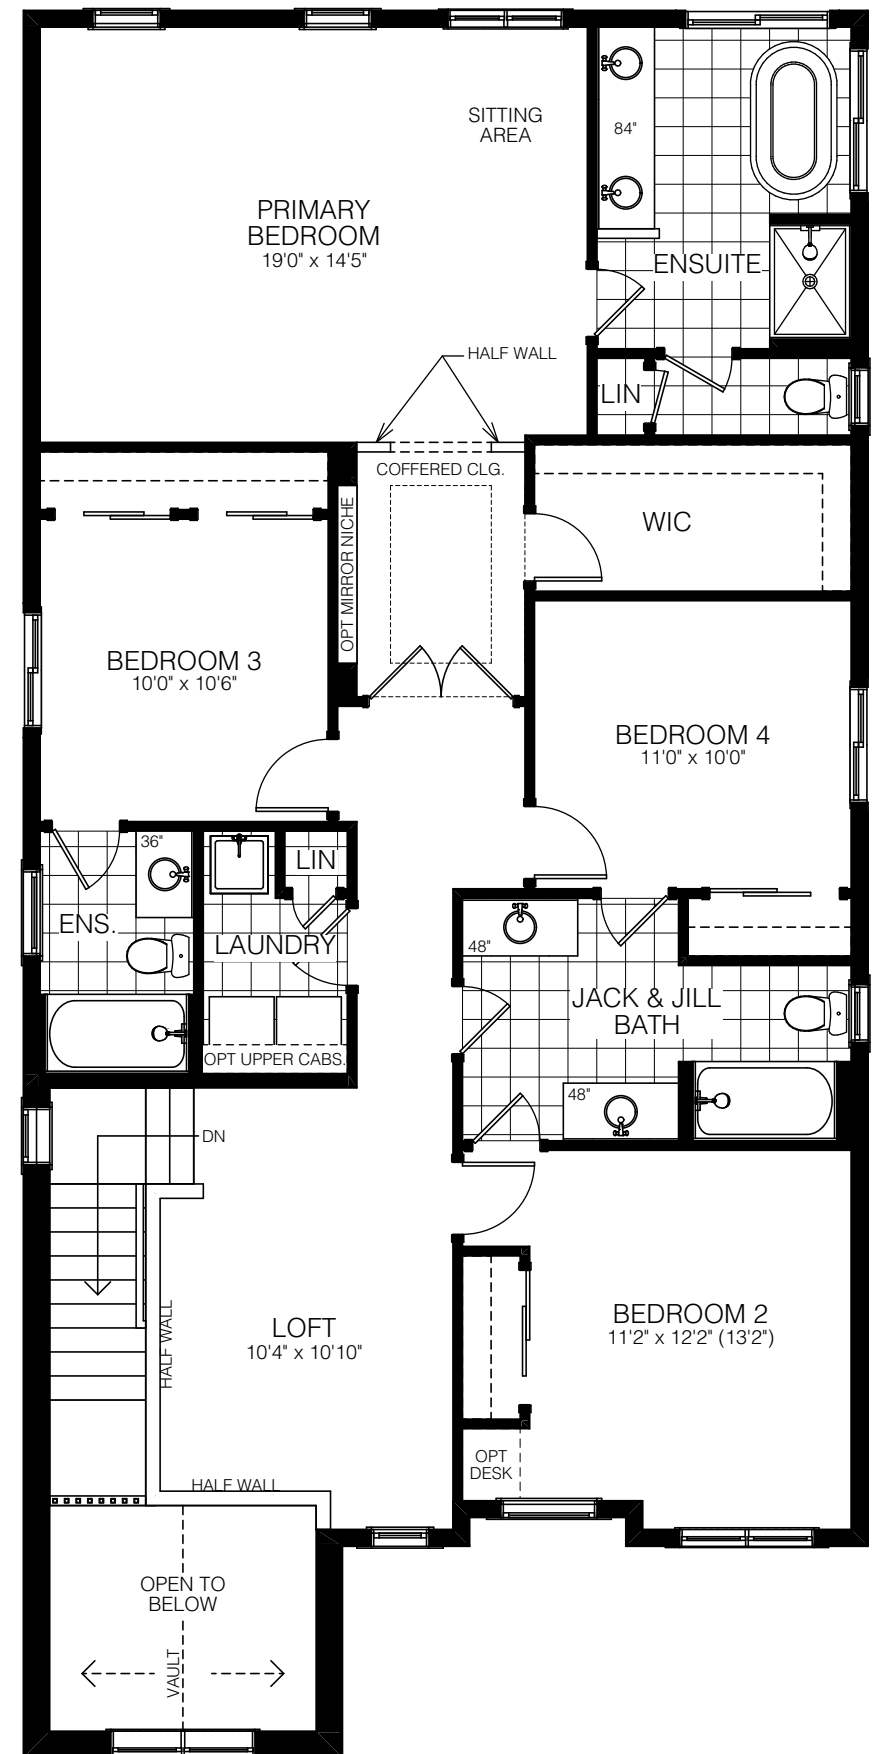 SITTING
AREA
84"
PRIMARY
BEDROOM
19'0" x 14'5"
ENSUITE
HALF WALL
LIN
COFFERED CLG.
OPT MIRROR NICHE
WIC
BEDROOM 3
10'0" x 10'6"
BEDROOM 4
11'0" x 10'0"
36"
LIN
ENS.
LAUNDRY
48"
JACK & JILL
BATH
OPT UPPER CABS.
48"
DN
HALF WALL
LOFT
10'4" x 10'10"
BEDROOM 2
11'2" x 12'2" (13'2")
OPT
DESK
HALF WALL
OPEN TO
BELOW
VAULT